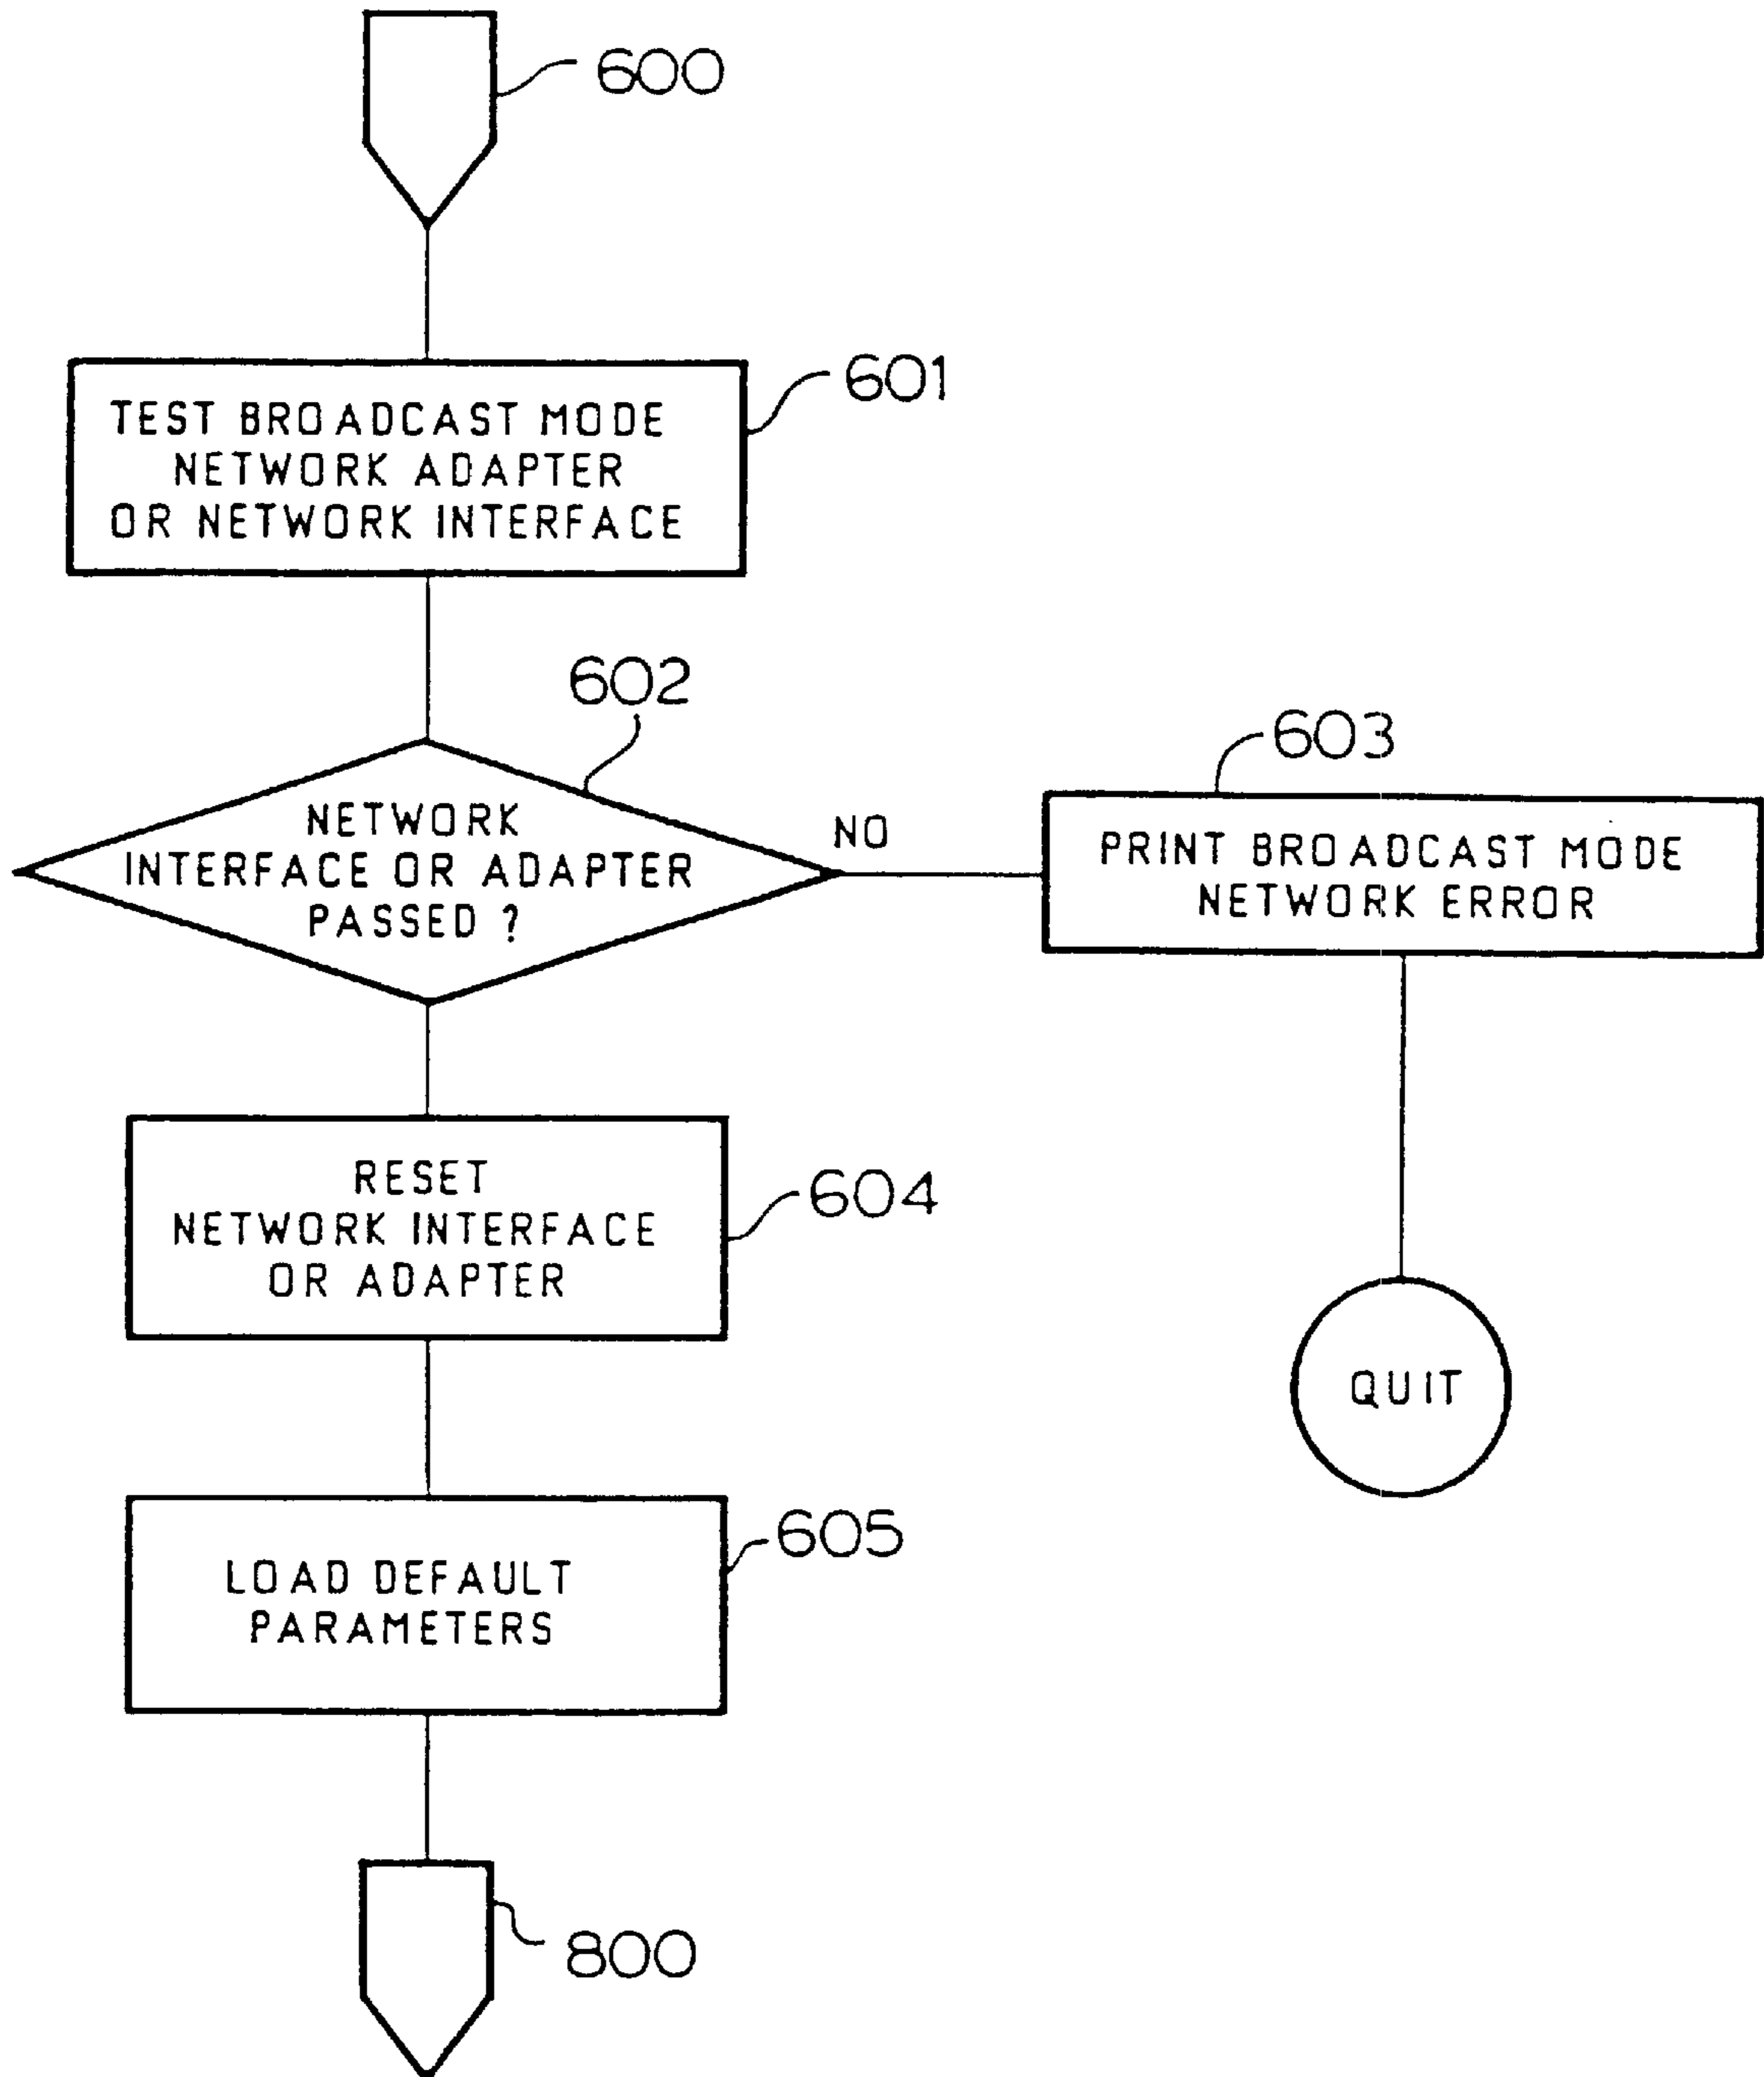 600
601
TEST BROADCAST MODE
NETWORK ADAPTER
OR NETWORK INTERFACE
602
NETWORK
INTERFACE OR ADAPTER
PASSED ?
NO
603
PRINT BROADCAST MODE
NETWORK ERROR
RESET
NETWORK INTERFACE
OR ADAPTER
604
QUIT
605
LOAD DEFAULT
PARAMETERS
800